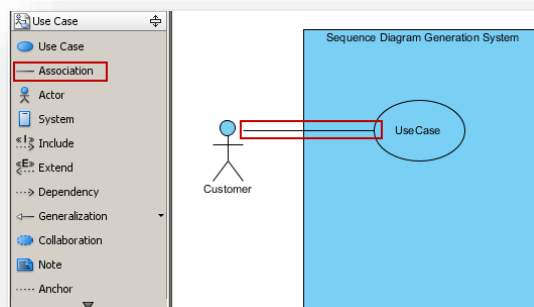 Use Case
Use Case
Association
Actor
System
Include
Extend
Dependency
Generalization
Collaboration
Note
Anchor
Sequence Diagram Generation System
UseCase
Customer